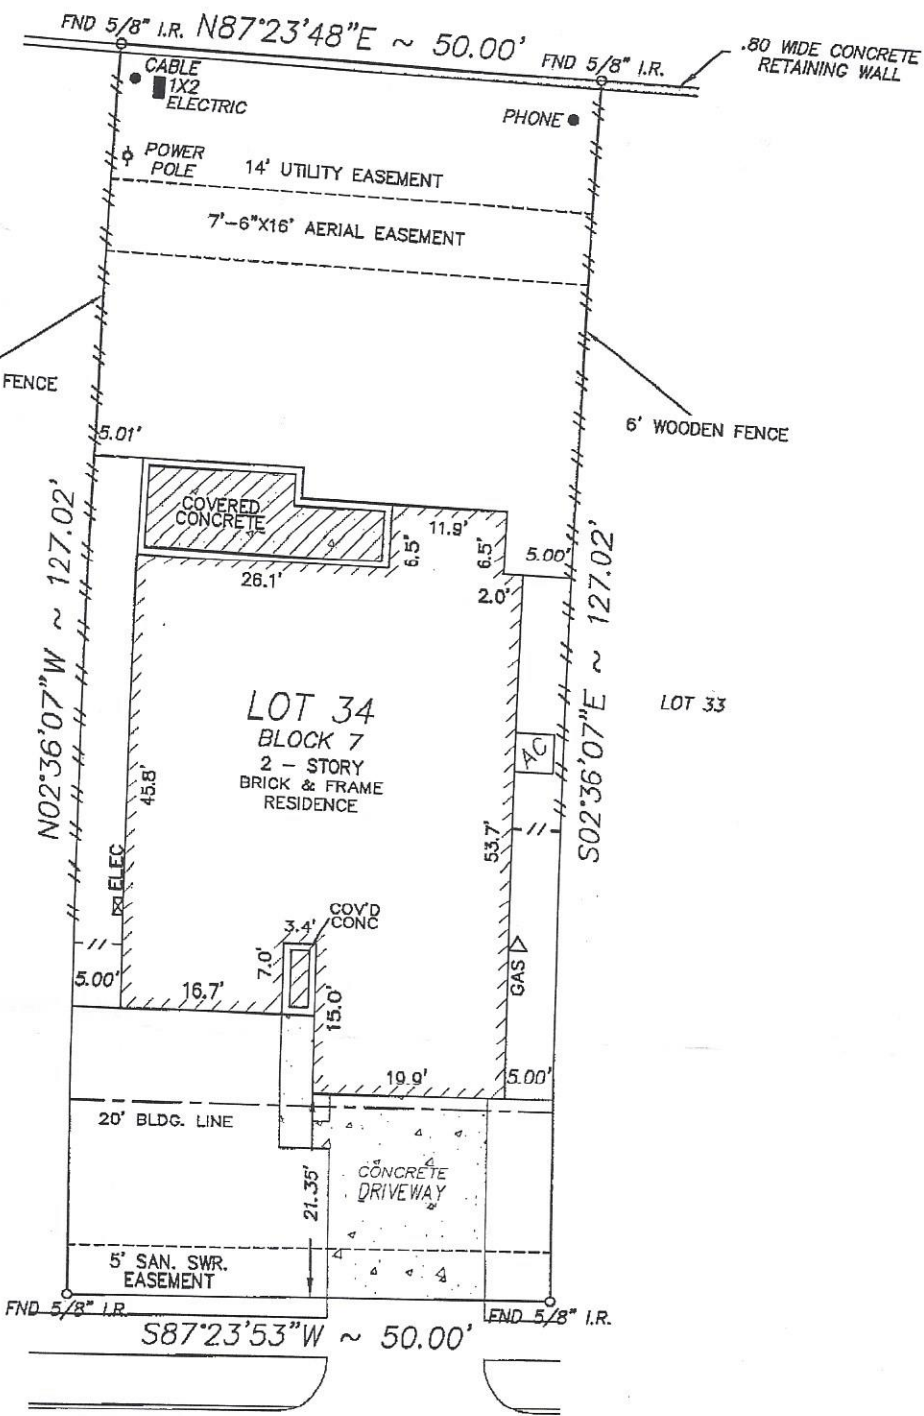 FND 5/8" I.R. N87°23'48"E ~ 50.00' FND 5/8" I.R.
.80 WIDE CONCRETE
RETAINING WALL
CABLE
1X2
ELECTRIC
PHONE
POWER
POLE
14' UTILITY EASEMENT
7'-6"X16' AERIAL EASEMENT
FENCE
6' WOODEN FENCE
5.01'
COVERED
CONCRETE
11.9'
6.5'
6.5'
5.00'
26.1'
2.0'
N02°36'07"W ~ 127.02'
S02°36'07"E ~ 127.02'
LOT 34
BLOCK 7
2 - STORY
BRICK & FRAME
RESIDENCE
LOT 33
AC
45.8'
53.7'
ELEC
COV'D
CONC
3.4'
7.0'
GAS
5.00'
16.7'
15.0'
19.9'
5.00'
20' BLDG. LINE
CONCRETE
DRIVEWAY
21.35'
5' SAN. SWR.
EASEMENT
FND 5/8" I.R.
FND 5/8" I.R.
S87°23'53"W ~ 50.00'